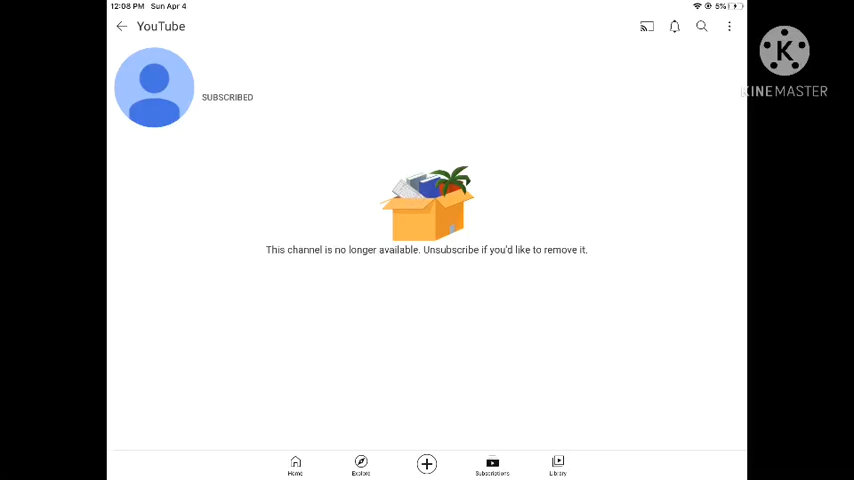 12:08 PM Sun Apr 4
5%
YouTube
K
KINEMASTER
SUBSCRIBED
This channel is no longer available. Unsubscribe if you'd like to remove it.
Home
Explore
Subscriptions
Library